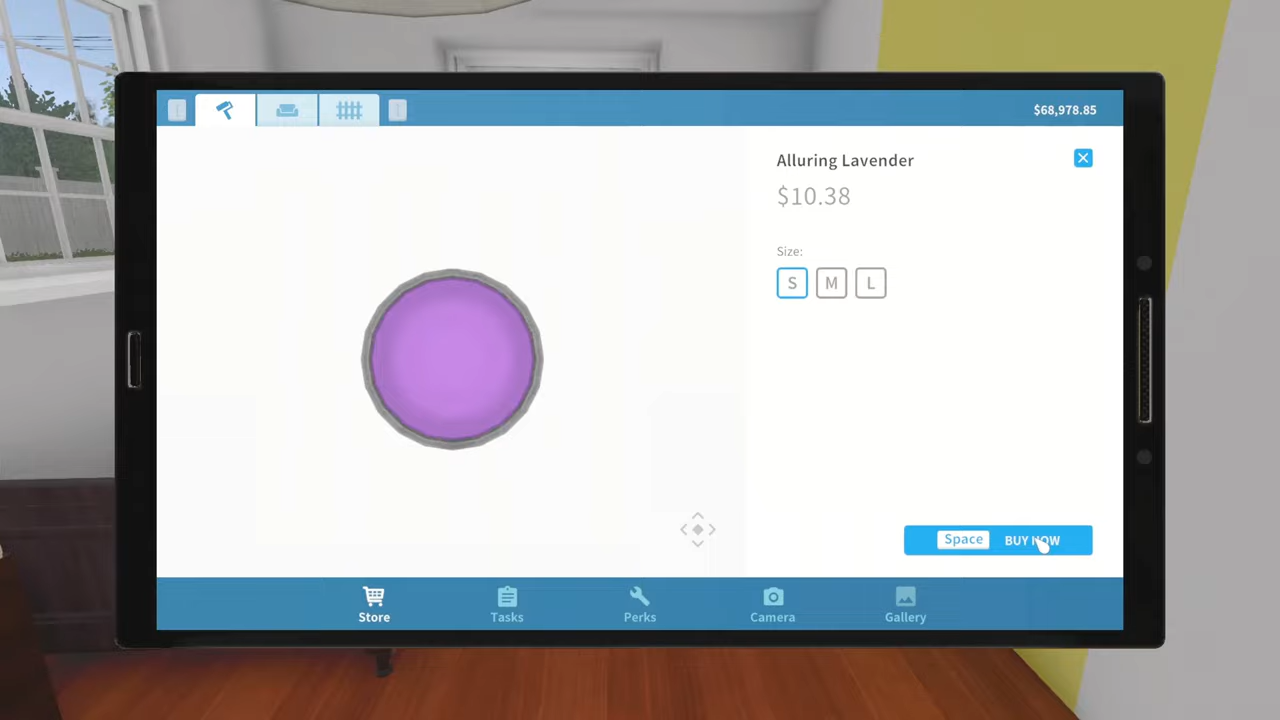 $68,978.85
Alluring Lavender
$10.38
Size:
S M L
Space BUY NOW
Store Tasks Perks Camera Gallery